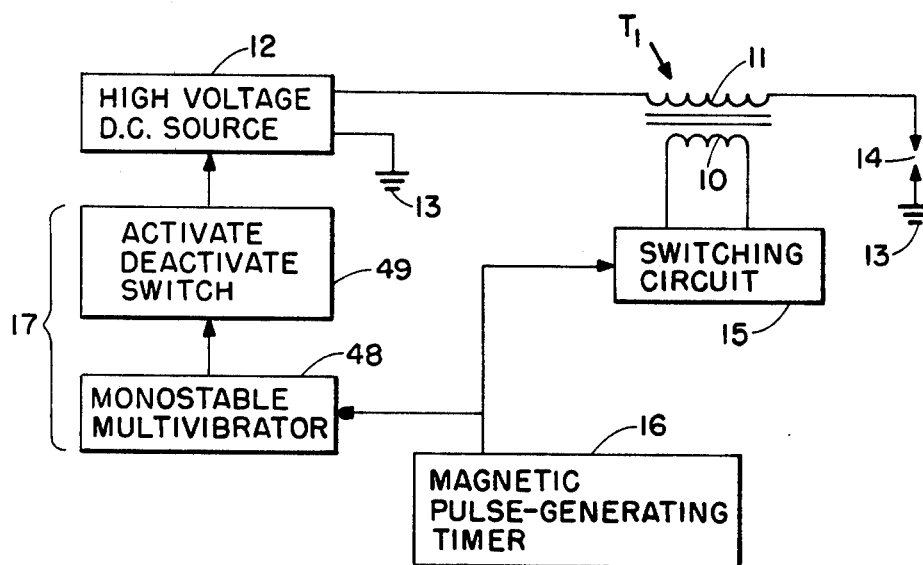 12
HIGH VOLTAGE
D.C. SOURCE
13
T1
11
10
14
13
ACTIVATE
DEACTIVATE
SWITCH
49
17
SWITCHING
CIRCUIT
15
48
MONOSTABLE
MULTIVIBRATOR
16
MAGNETIC
PULSE-GENERATING
TIMER